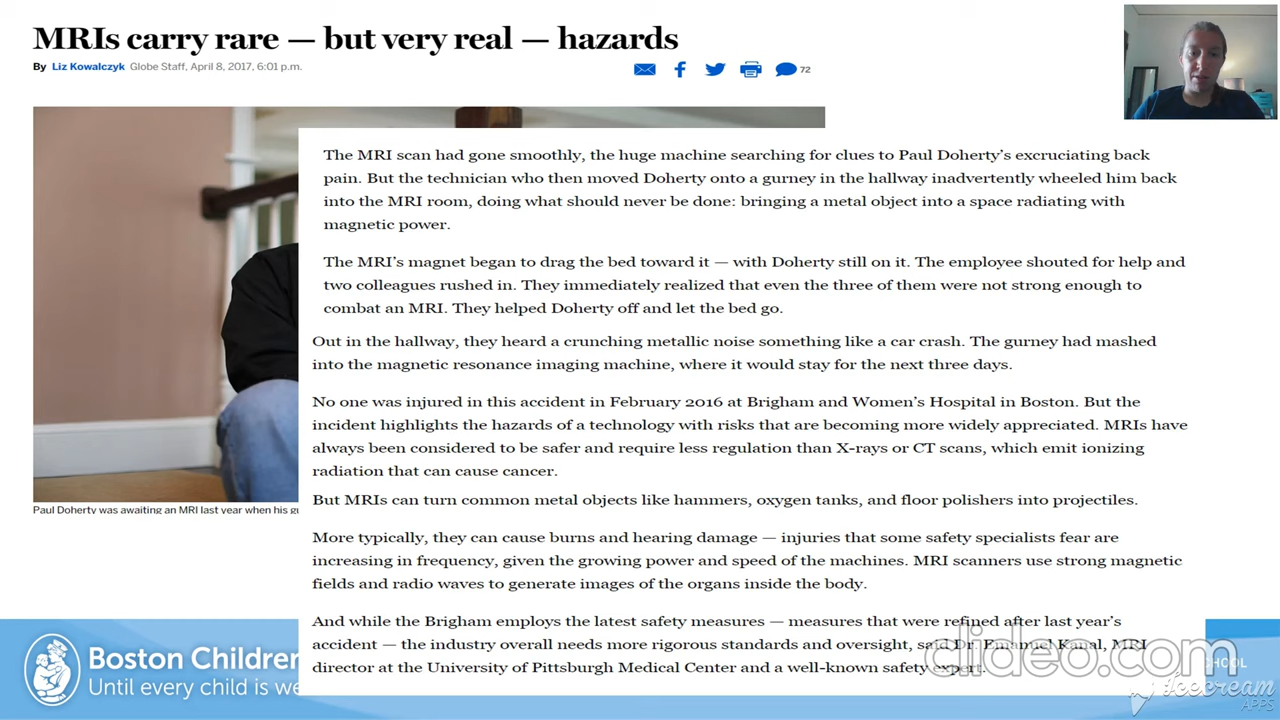 MRIs carry rare — but very real — hazards
By Liz Kowalczyk Globe Staff, April 8, 2017, 6:01 p.m.
72
The MRI scan had gone smoothly, the huge machine searching for clues to Paul Doherty's excruciating back
pain. But the technician who then moved Doherty onto a gurney in the hallway inadvertently wheeled him back
into the MRI room, doing what should never be done: bringing a metal object into a space radiating with
magnetic power.
The MRI's magnet began to drag the bed toward it — with Doherty still on it. The employee shouted for help and
two colleagues rushed in. They immediately realized that even the three of them were not strong enough to
combat an MRI. They helped Doherty off and let the bed go.
Out in the hallway, they heard a crunching metallic noise something like a car crash. The gurney had mashed
into the magnetic resonance imaging machine, where it would stay for the next three days.
No one was injured in this accident in February 2016 at Brigham and Women's Hospital in Boston. But the
incident highlights the hazards of a technology with risks that are becoming more widely appreciated. MRIs have
always been considered to be safer and require less regulation than X-rays or CT scans, which emit ionizing
radiation that can cause cancer.
But MRIs can turn common metal objects like hammers, oxygen tanks, and floor polishers into projectiles.
More typically, they can cause burns and hearing damage — injuries that some safety specialists fear are
increasing in frequency, given the growing power and speed of the machines. MRI scanners use strong magnetic
fields and radio waves to generate images of the organs inside the body.
And while the Brigham employs the latest safety measures — measures that were refined after last year's
accident — the industry overall needs more rigorous standards and oversight, said Dr. Emanuel Kanal, MRI
director at the University of Pittsburgh Medical Center and a well-known safety expert.
Paul Doherty was awaiting an MRI last year when his
Boston Children
Until every child is we
CHOOL
clideo.com
Icecream
APPS